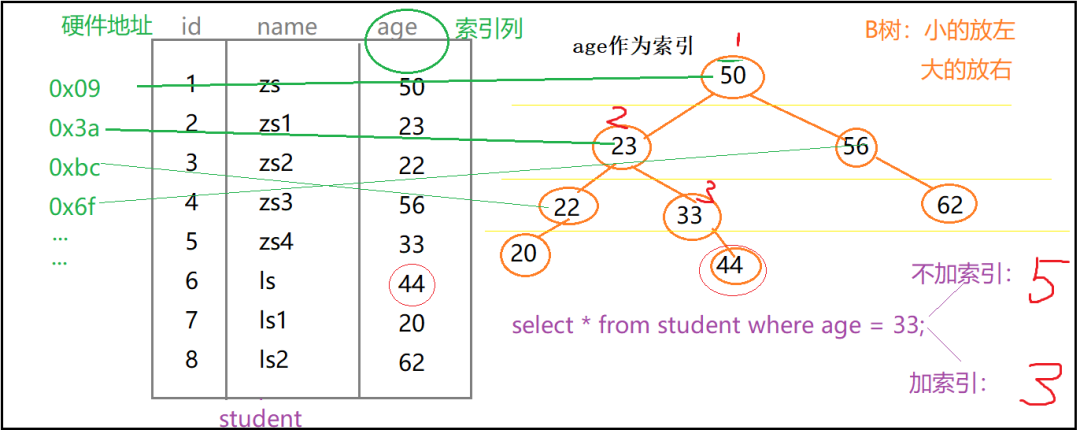 硬件地址 id name age 索引列
age作为索引
B树：小的放左
大的放右
0x09 1 zs 50
0x3a 2 zs1 23
0xbc 3 zs2 22
0x6f 4 zs3 56
... 5 zs4 33
... 6 ls 44
7 ls1 20
8 ls2 62
student
1
50
2
23 56
22 3 33 62
20 44
不加索引： 5
select * from student where age = 33;
加索引： 3